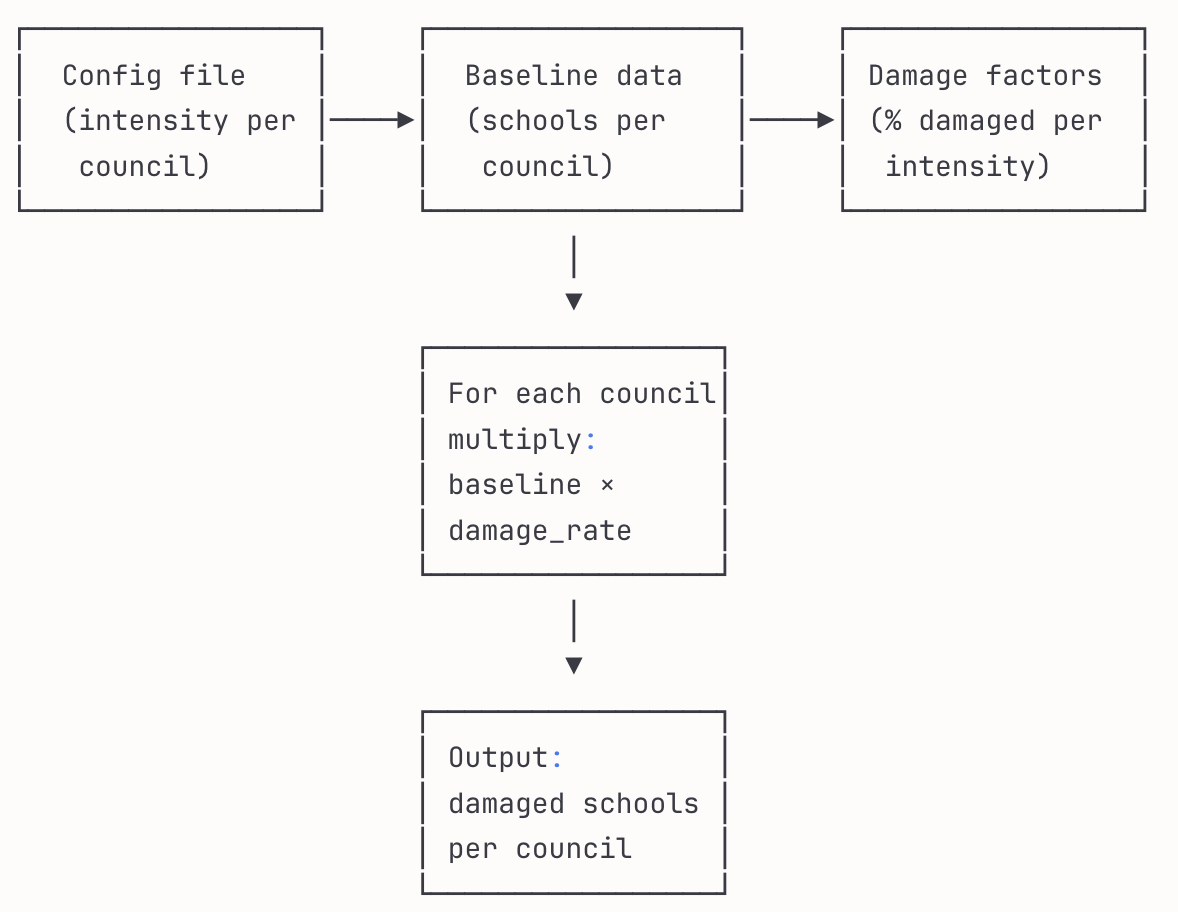 Config file
(intensity per
council)
Baseline data
(schools per
council)
Damage factors
(% damaged per
intensity)
For each council
multiply:
baseline ×
damage_rate
Output:
damaged schools
per council